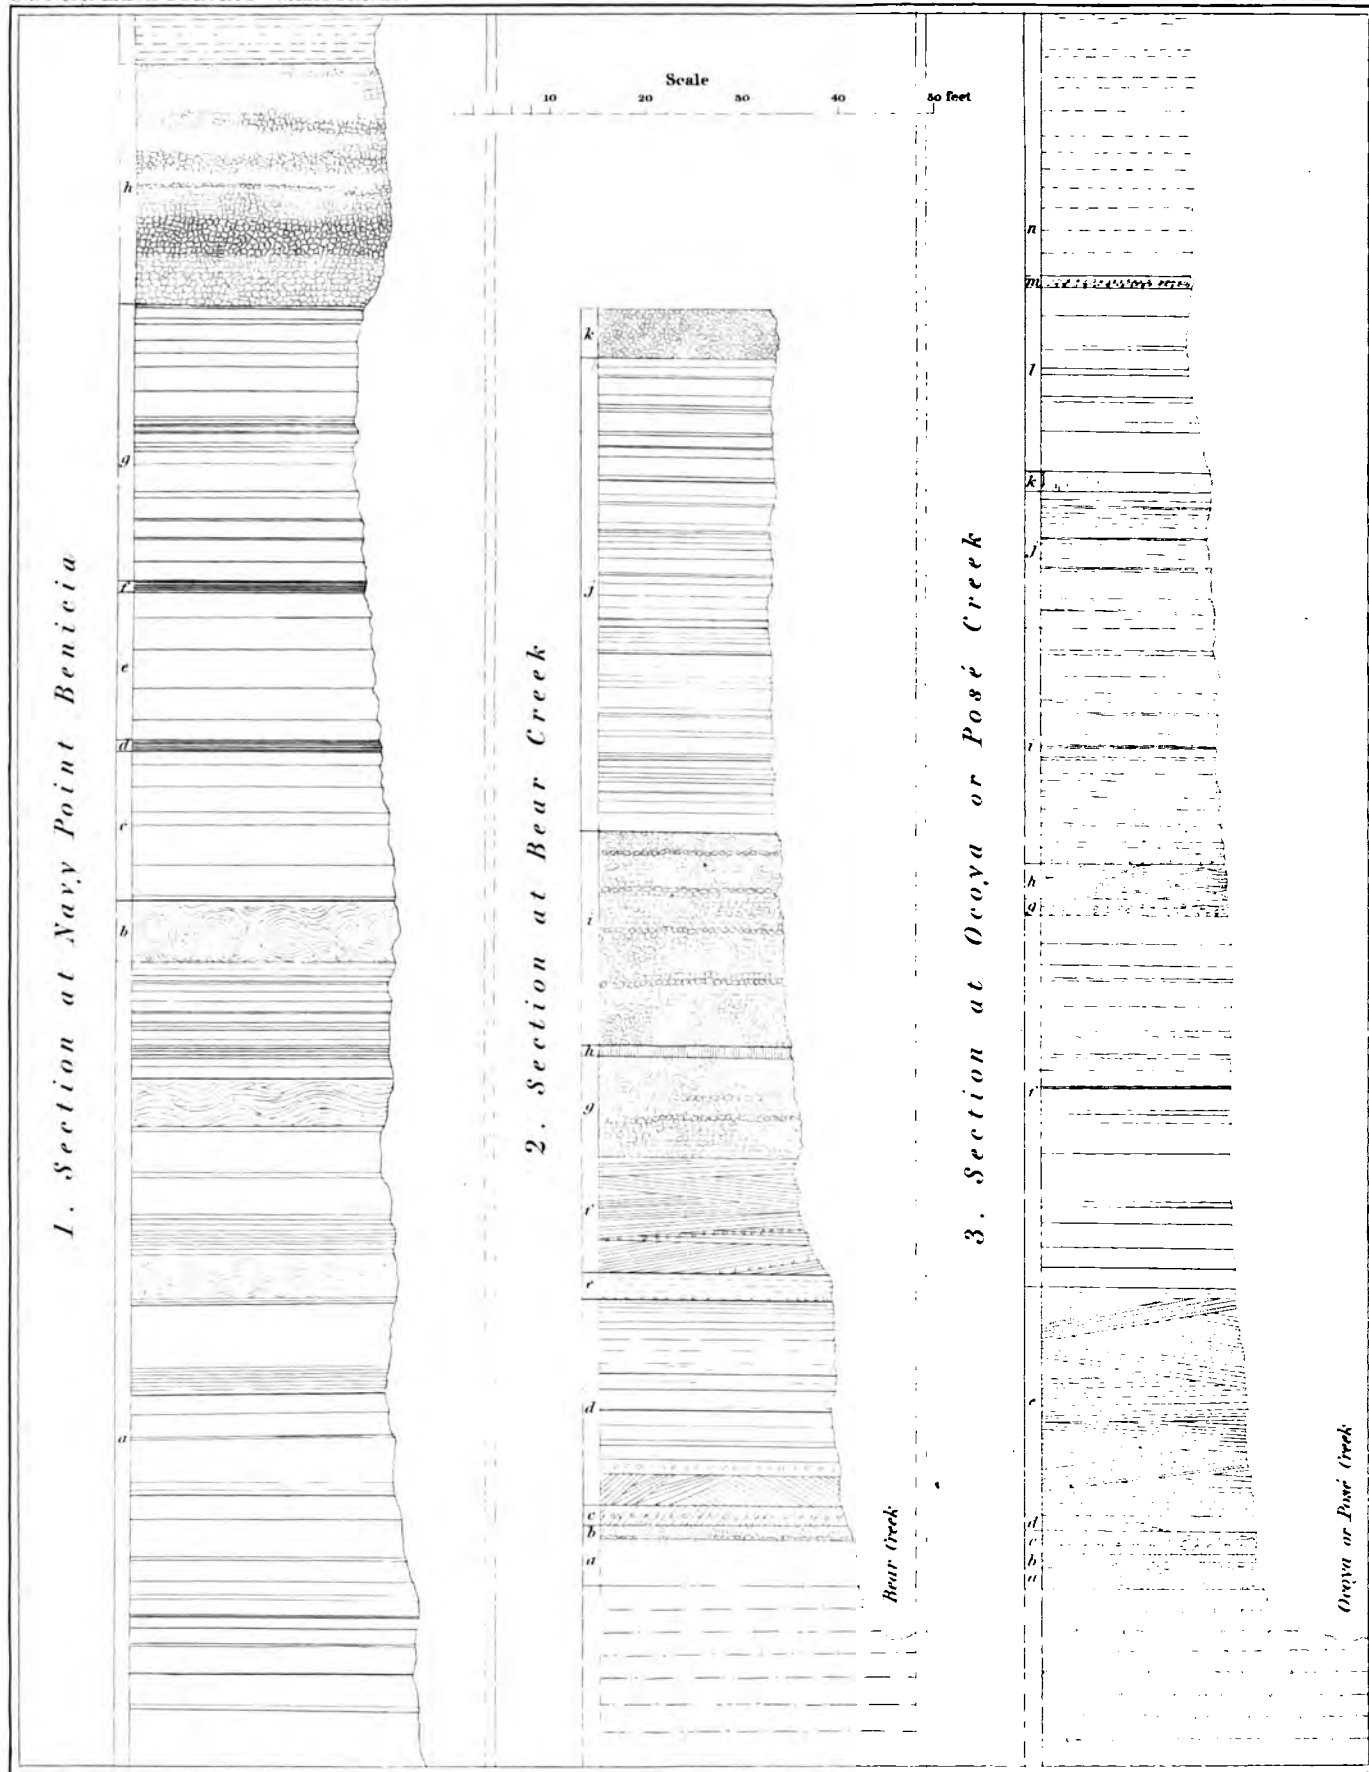 Scale
10 20 30 40 50 feet
1. Section at Navy Point Benicia
h
g
f
e
d
c
b
a
2. Section at Bear Creek
k
j
i
h
g
f
e
d
c
b
a
Bear Creek
3. Section at Ocoya or Posé Creek
n
m
l
k
j
i
h
g
f
e
d
c
b
a
Ocoya or Posé Creek